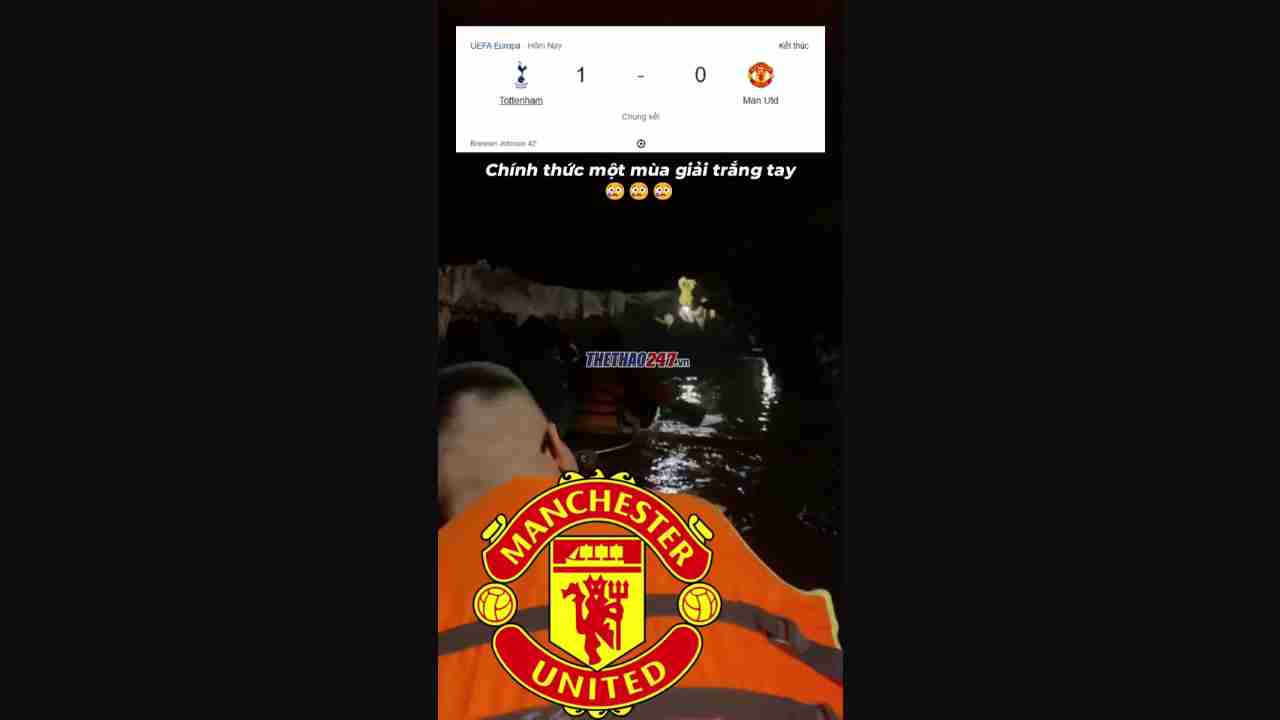 UEFA Europa · Hôm Nay
Kết thúc
1 - 0
Tottenham
Man Utd
Chung kết
Brennan Johnson 42'
Chính thức một mùa giải trắng tay
😳😳😳
THETHAO247.vn
MANCHESTER
UNITED